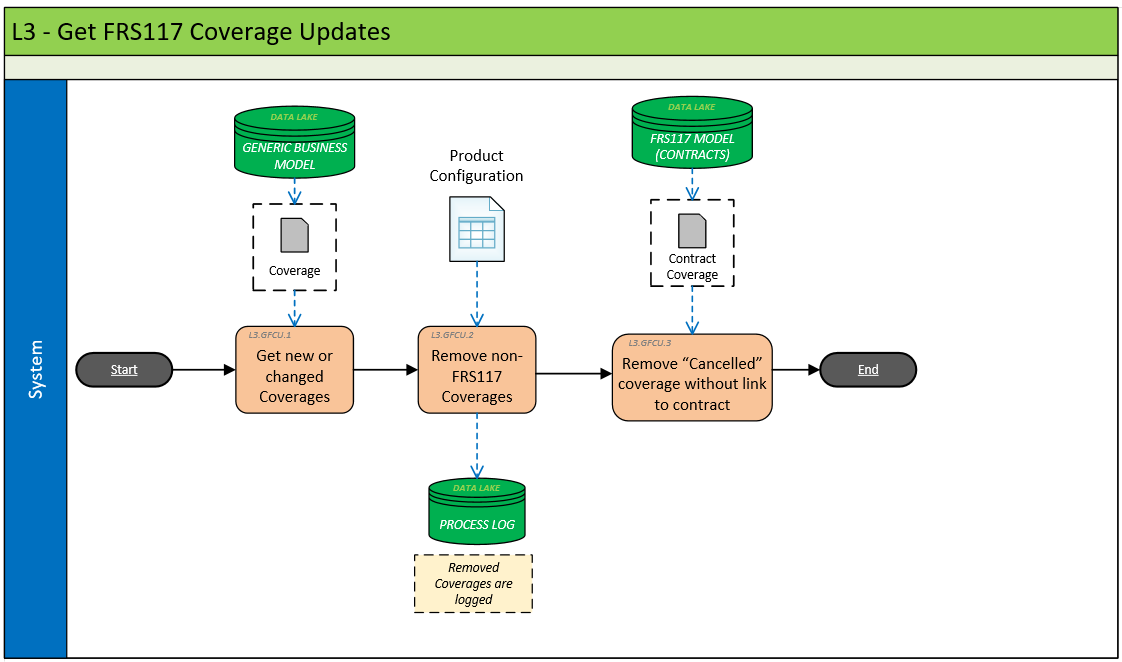 L3 - Get FRS117 Coverage Updates
System
DATA LAKE
GENERIC BUSINESS
MODEL
Coverage
Product
Configuration
DATA LAKE
FRS117 MODEL
(CONTRACTS)
Contract
Coverage
Start
L3.GFCU.1
Get new or
changed
Coverages
L3.GFCU.2
Remove non-
FRS117
Coverages
L3.GFCU.3
Remove “Cancelled”
coverage without link
to contract
End
DATA LAKE
PROCESS LOG
Removed
Coverages are
logged